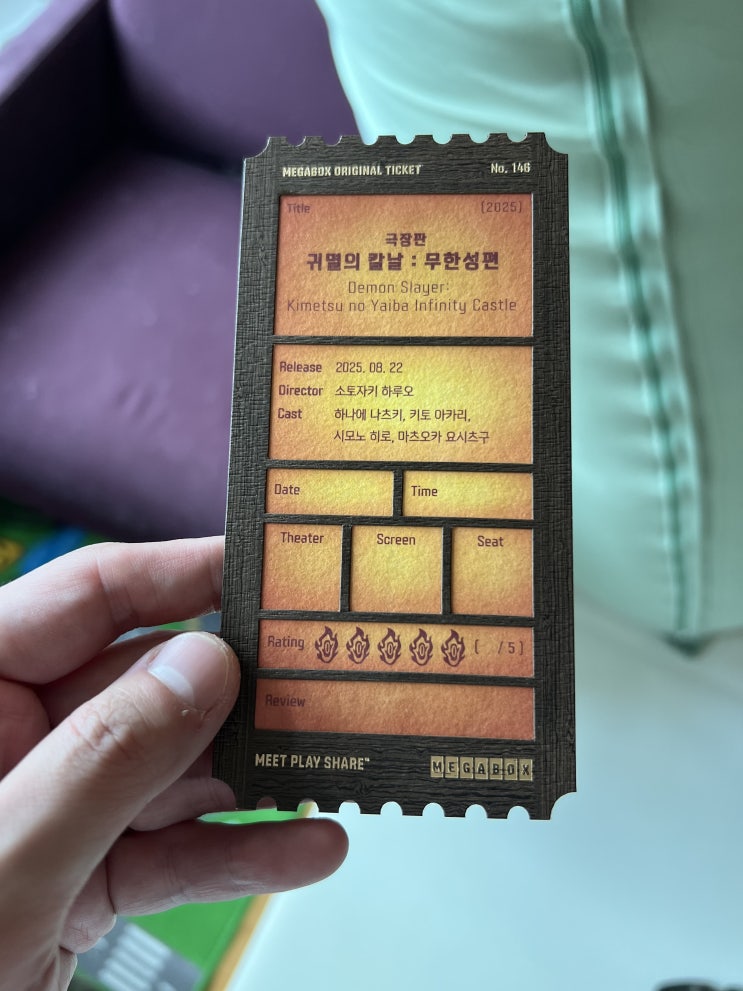 MEGABOX ORIGINAL TICKET No. 146
Title (2025)
극장판
귀멸의 칼날 : 무한성편
Demon Slayer:
Kimetsu no Yaiba Infinity Castle
Release 2025. 08. 22
Director 소토자키 하루오
Cast 하나에 나츠키, 키토 아카리,
시모노 히로, 마츠오카 요시츠구
Date Time
Theater Screen Seat
Rating ( /5)
Review
MEET PLAY SHARE™ MEGABOX